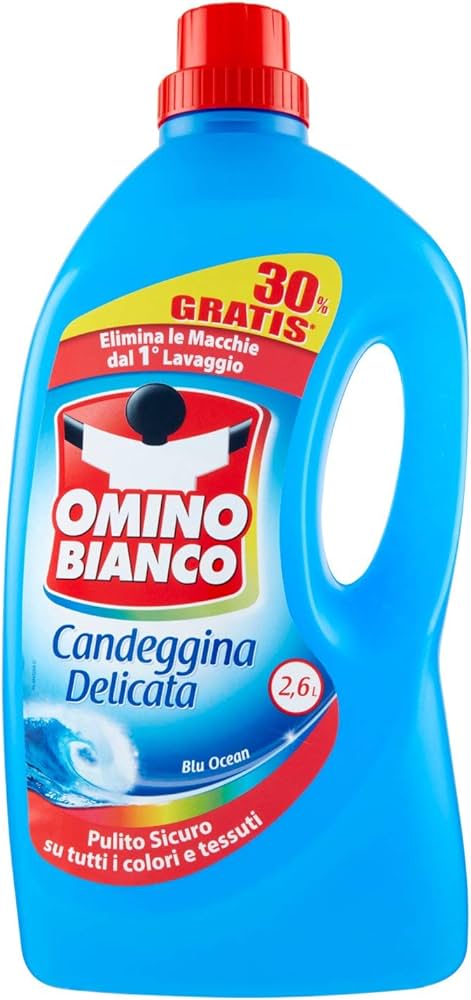 30%
GRATIS*
Elimina le Macchie
dal 1° Lavaggio
OMINO
BIANCO
Candeggina
Delicata
2,6 L
Blu Ocean
Pulito Sicuro
su tutti i colori e tessuti